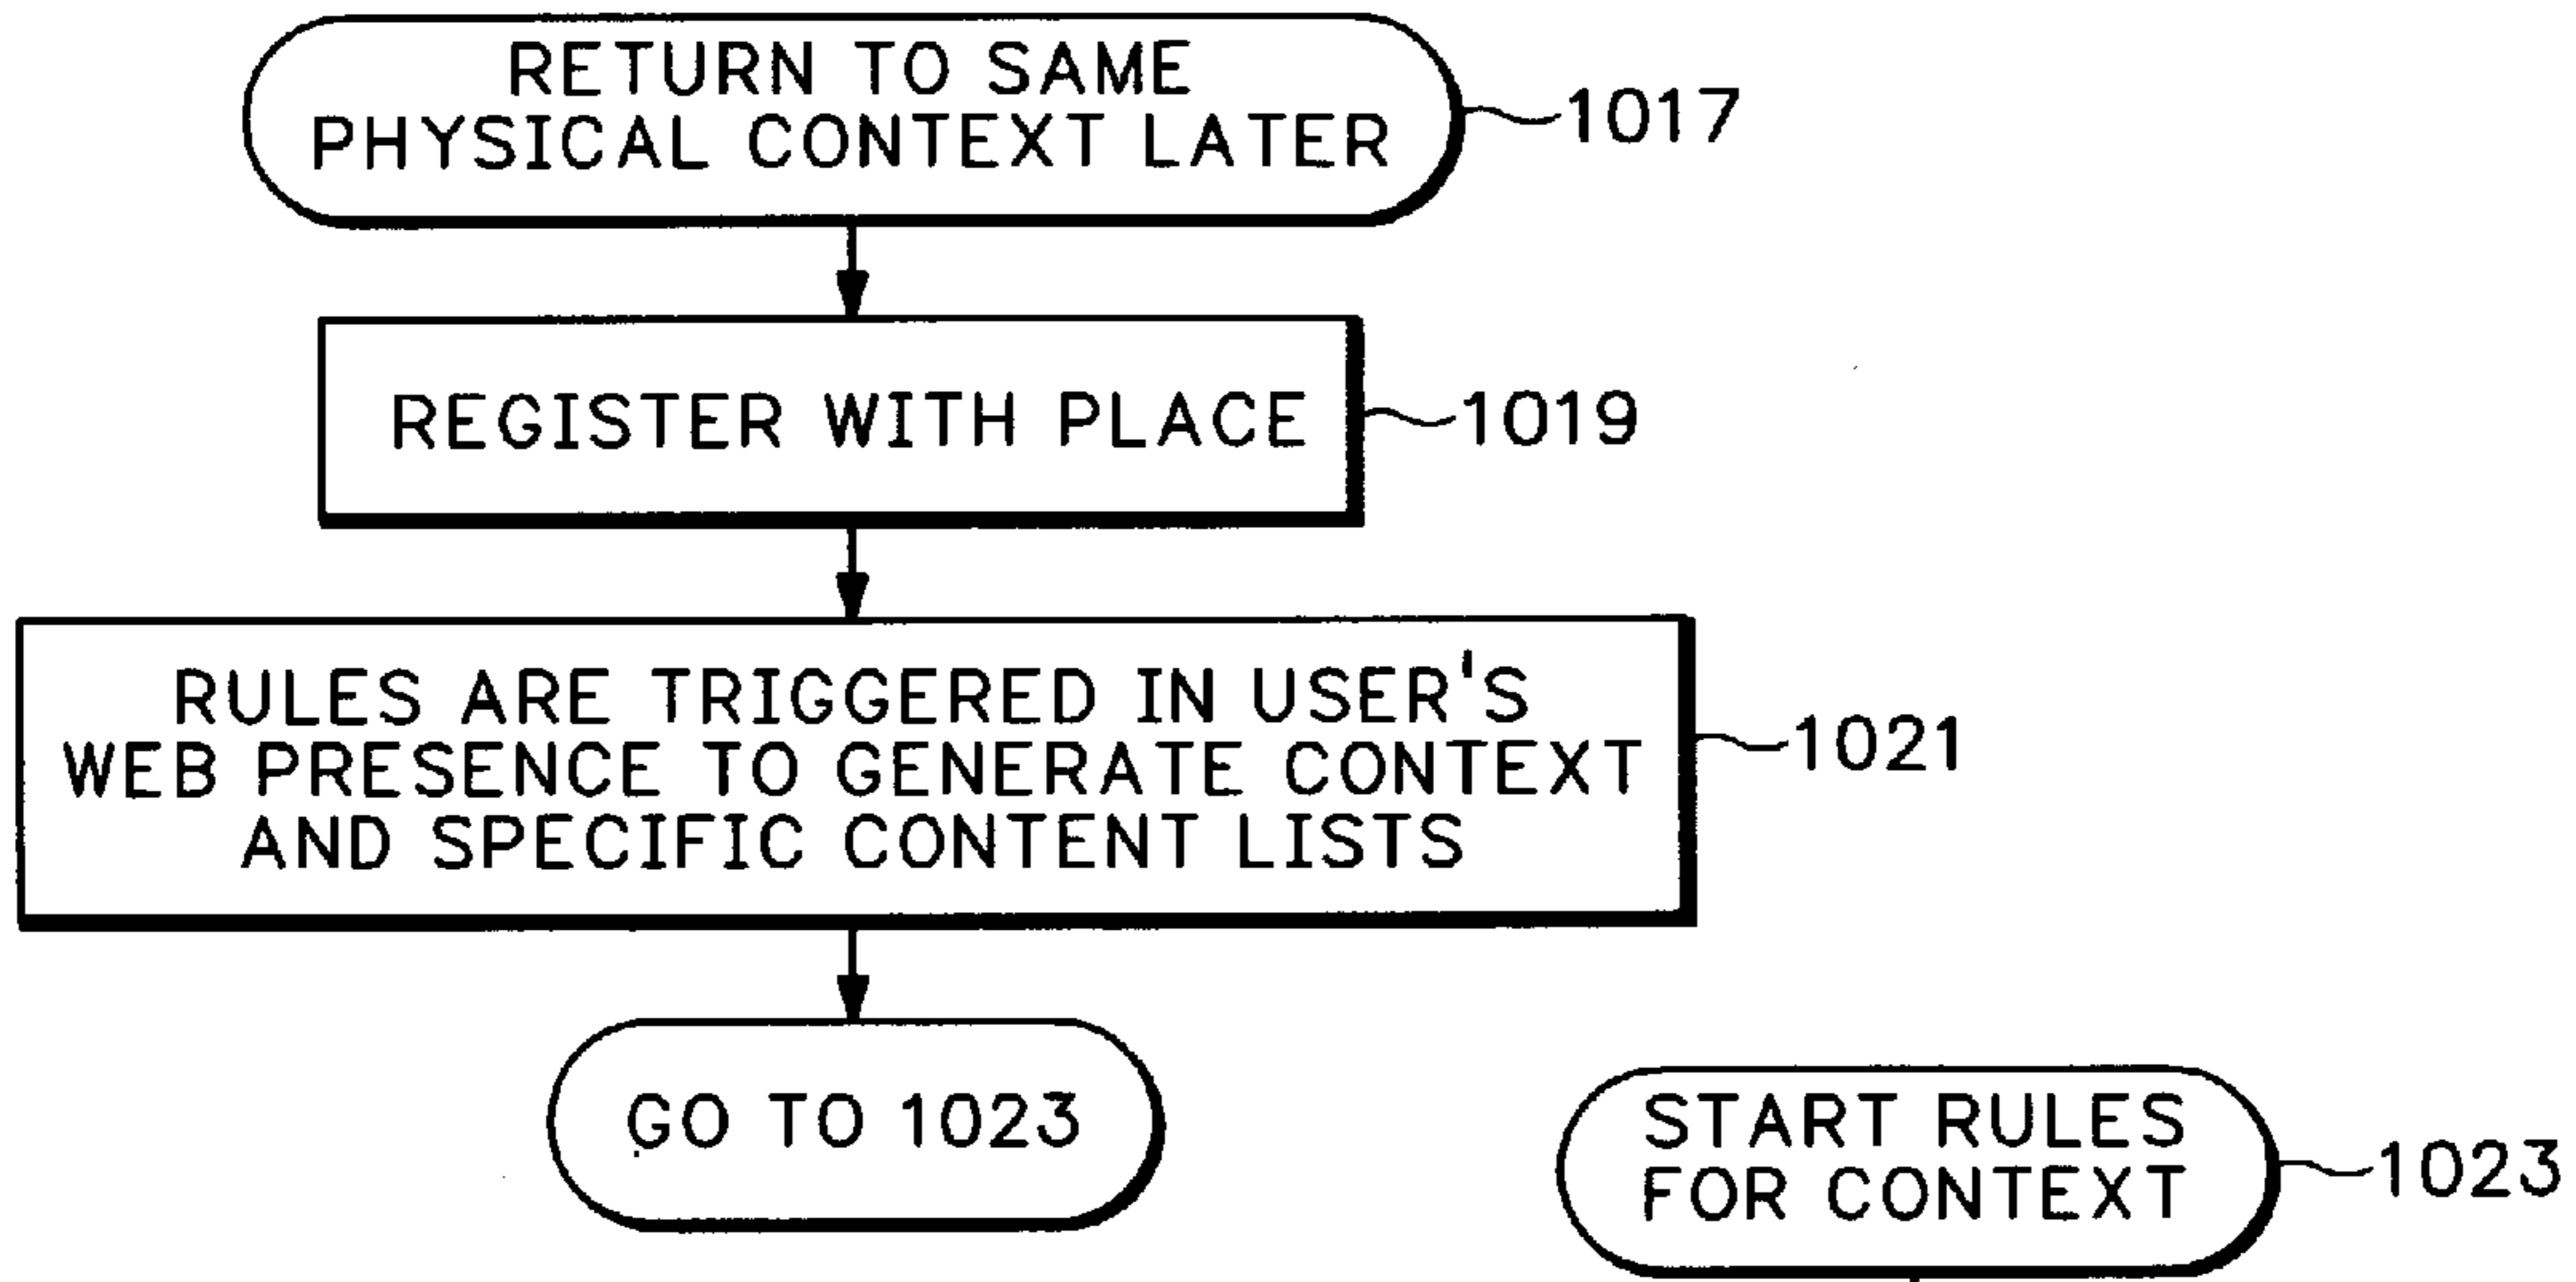 RETURN TO SAME
PHYSICAL CONTEXT LATER
1017
REGISTER WITH PLACE
1019
RULES ARE TRIGGERED IN USER'S
WEB PRESENCE TO GENERATE CONTEXT
AND SPECIFIC CONTENT LISTS
1021
GO TO 1023
START RULES
FOR CONTEXT
1023